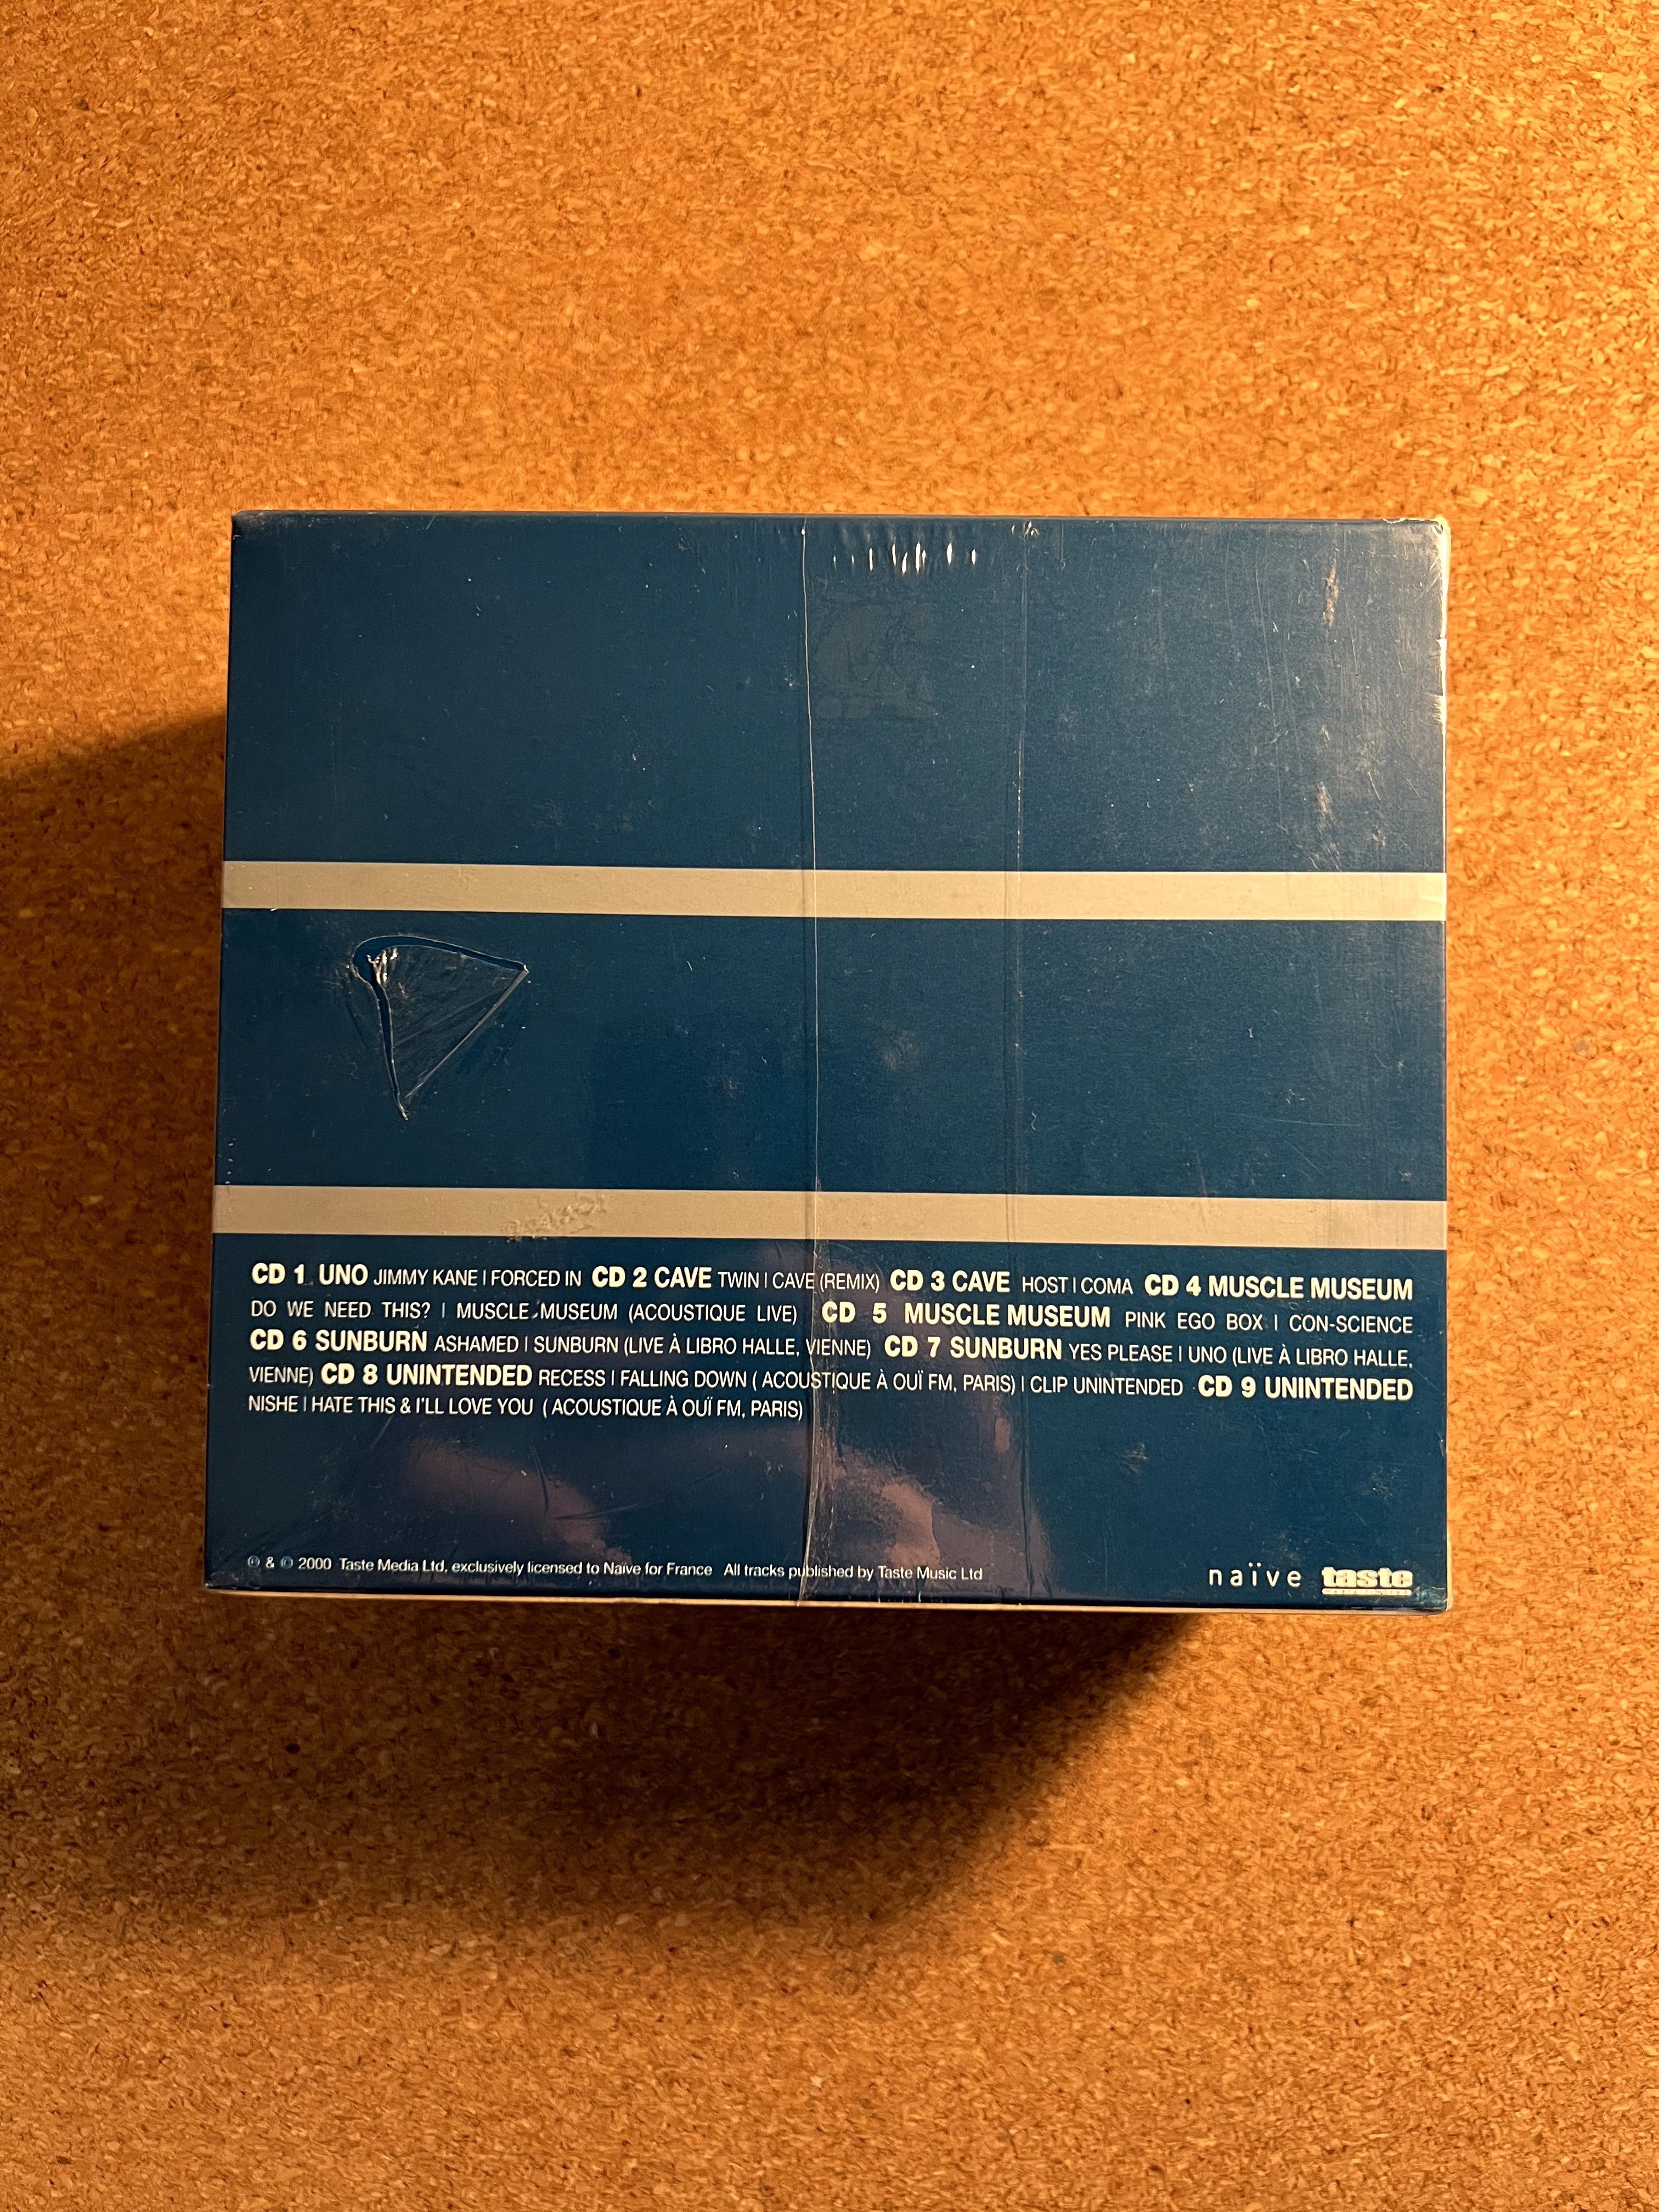 CD 1 UNO JIMMY KANE | FORCED IN CD 2 CAVE TWIN | CAVE (REMIX) CD 3 CAVE HOST | COMA CD 4 MUSCLE MUSEUM
DO WE NEED THIS? | MUSCLE MUSEUM (ACOUSTIQUE LIVE) CD 5 MUSCLE MUSEUM PINK EGO BOX | CON-SCIENCE
CD 6 SUNBURN ASHAMED | SUNBURN (LIVE À LIBRO HALLE, VIENNE) CD 7 SUNBURN YES PLEASE | UNO (LIVE À LIBRO HALLE,
VIENNE) CD 8 UNINTENDED RECESS | FALLING DOWN ( ACOUSTIQUE À OUÏ FM, PARIS) | CLIP UNINTENDED CD 9 UNINTENDED
NISHE | HATE THIS & I'LL LOVE YOU ( ACOUSTIQUE À OUÏ FM, PARIS)
℗ & © 2000 Taste Media Ltd, exclusively licensed to Naïve for France All tracks published by Taste Music Ltd
naïve taste